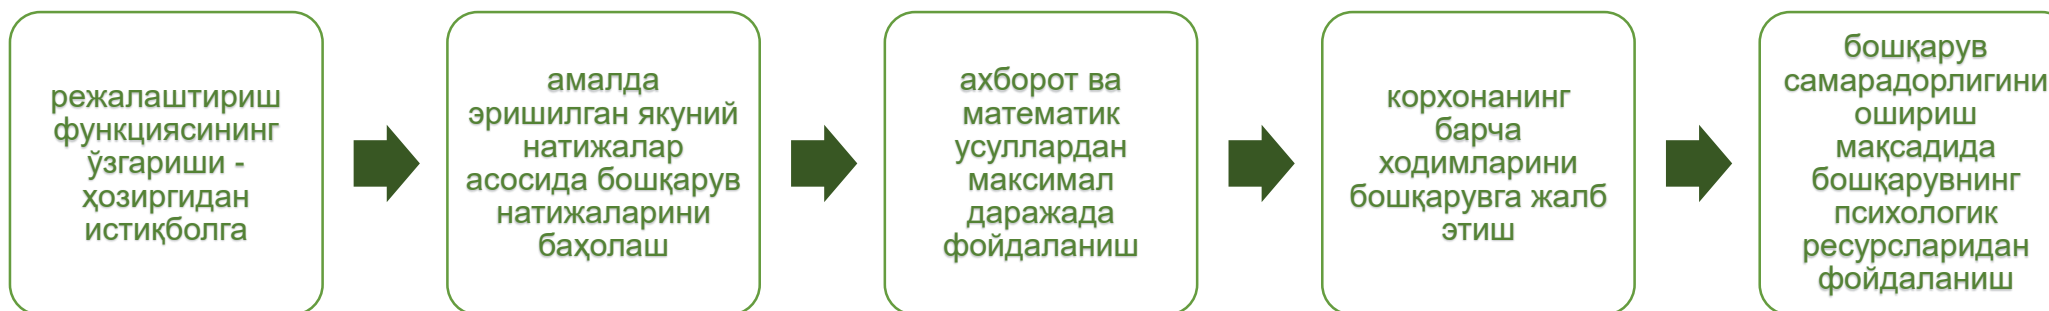 режалаштириш
функциясининг
ўзгариши -
ҳозиргидан
истиқболга
амалда
эришилган якуний
натижалар
асосида бошқарув
натижаларини
баҳолаш
ахборот ва
математик
усуллардан
максимал
даражада
фойдаланиш
корхонанинг
барча
ходимларини
бошқарувга жалб
этиш
бошқарув
самарадорлигини
ошириш
мақсадида
бошқарувнинг
психологик
ресурсларидан
фойдаланиш